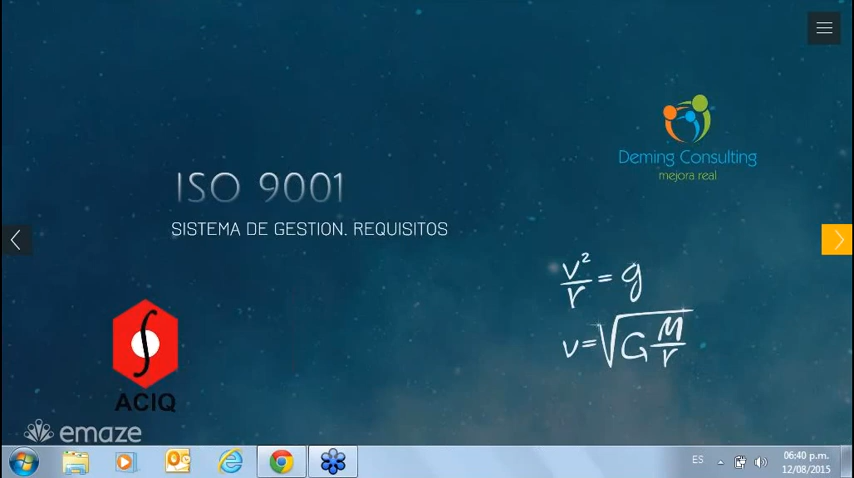 Deming Consulting
mejora real
ISO 9001
SISTEMA DE GESTION. REQUISITOS
v²/r = g
v=√G M/r
ACIQ
emaze
ES
06:40 p.m.
12/08/2015